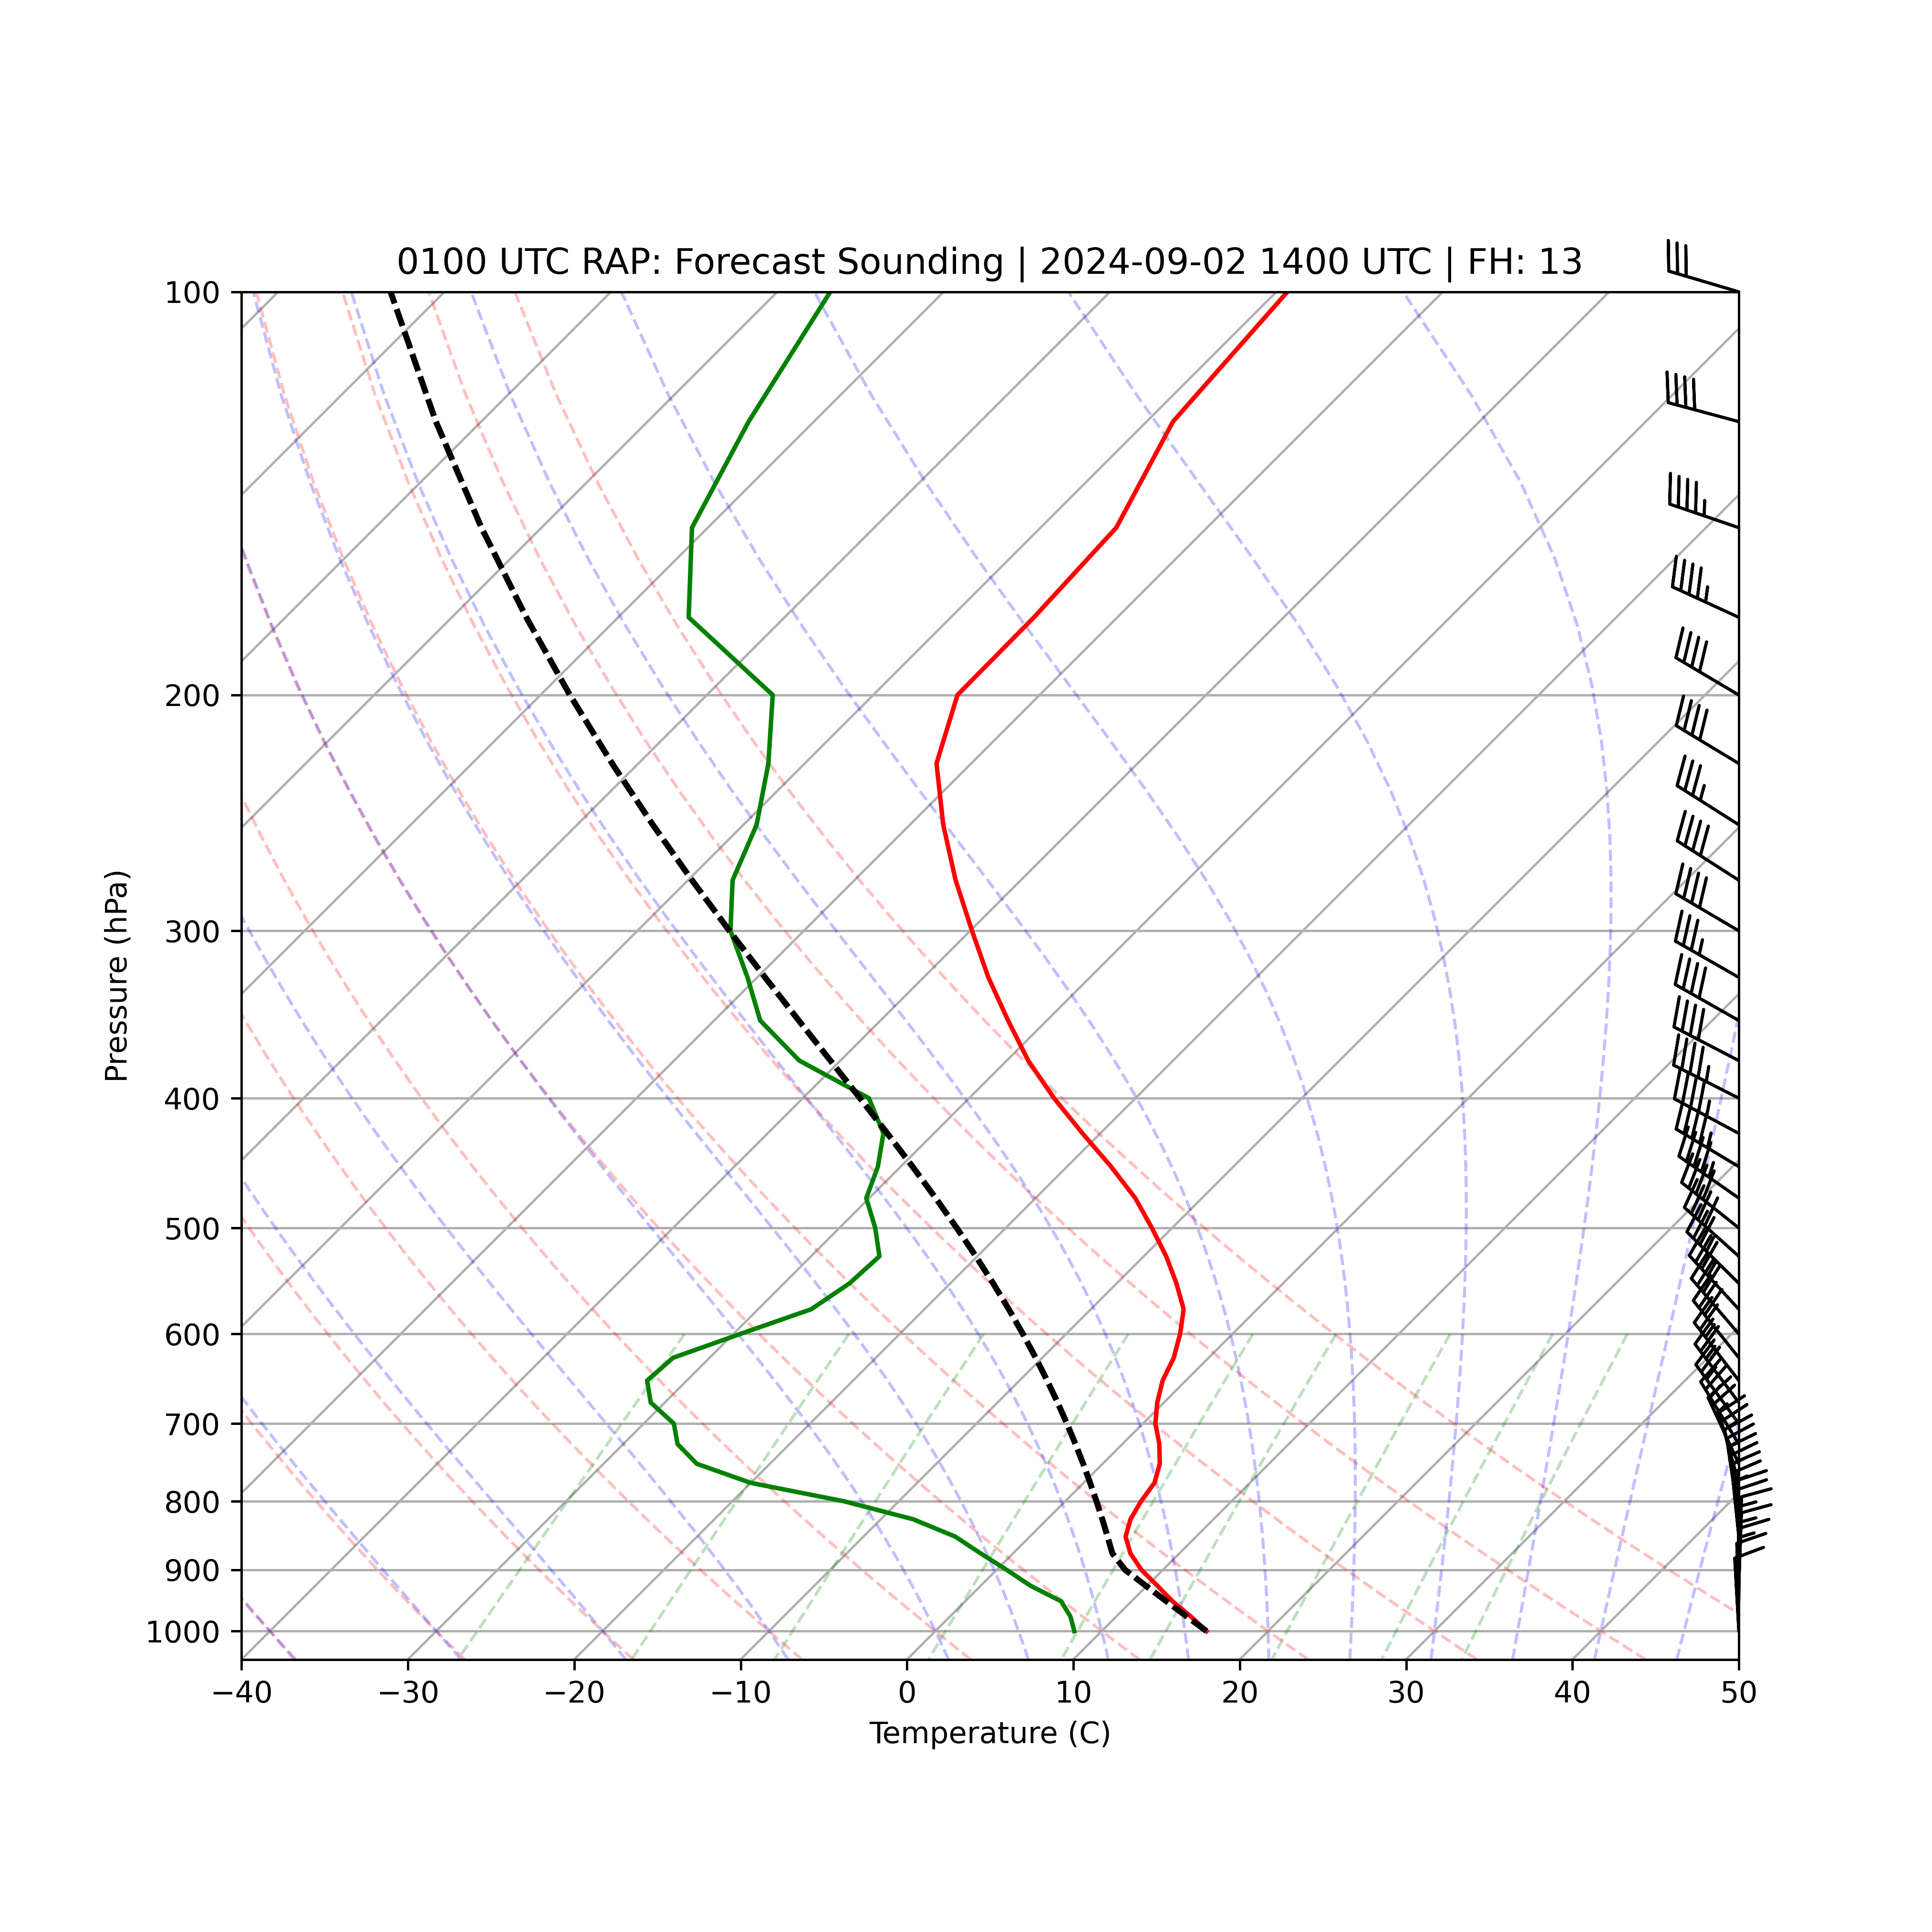 0100 UTC RAP: Forecast Sounding | 2024-09-02 1400 UTC | FH: 13
100
200
300
400
500
600
700
800
900
1000
Pressure (hPa)
−40 −30 −20 −10 0 10 20 30 40 50
Temperature (C)